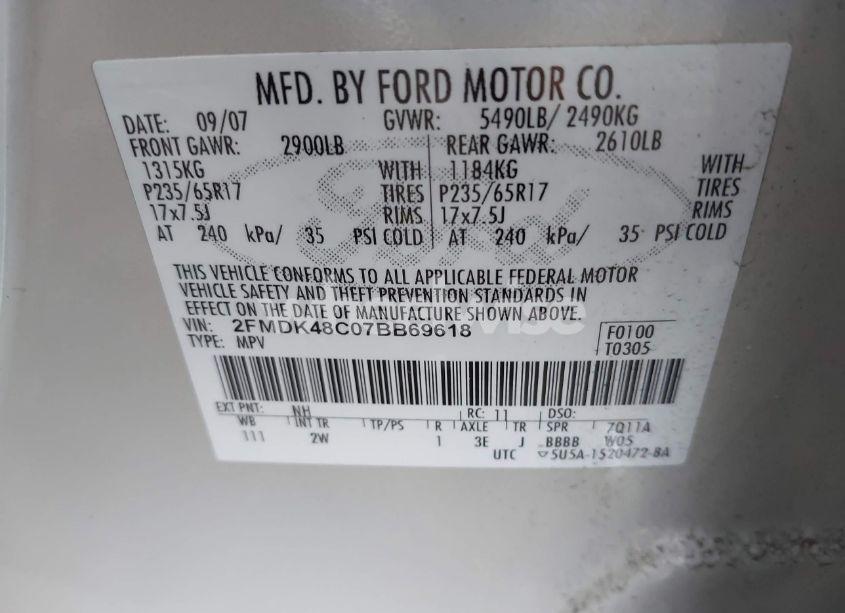 MFD. BY FORD MOTOR CO.
DATE: 09/07 GVWR: 5490LB/ 2490KG
FRONT GAWR: 2900LB REAR GAWR: 2610LB
1315KG WITH 1184KG WITH
P235/65R17 TIRES P235/65R17 TIRES
17x7.5J RIMS 17x7.5J RIMS
AT 240 kPa/ 35 PSI COLD AT 240 kPa/ 35 PSI COLD
THIS VEHICLE CONFORMS TO ALL APPLICABLE FEDERAL MOTOR
VEHICLE SAFETY AND THEFT PREVENTION STANDARDS IN
EFFECT ON THE DATE OF MANUFACTURE SHOWN ABOVE.
VIN: 2FMDK48C07BB69618 F0100
TYPE: MPV T0305
EXT PNT: NH RC: 11 DSO:
WB INT TR TP/PS R AXLE TR SPR 7Q11A
111 2W 1 3E J BBBB W05
UTC 5U5A-1520472-BA
Ford